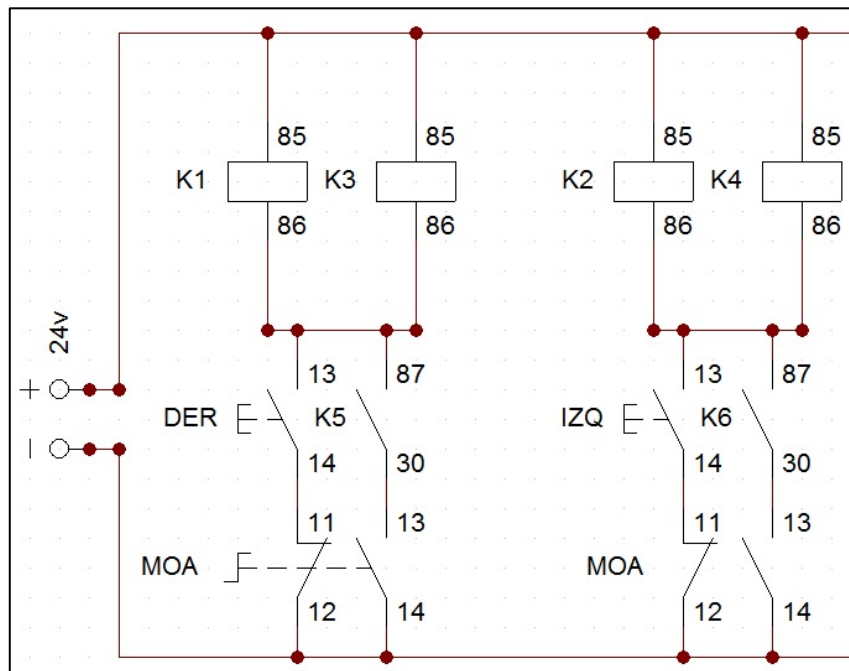 85 85 85 85
K1 K3 K2 K4
86 86 86 86
24v
13 87 13 87
+
DER K5 IZQ K6
-
14 30 14 30
11 13 11 13
MOA MOA
12 14 12 14